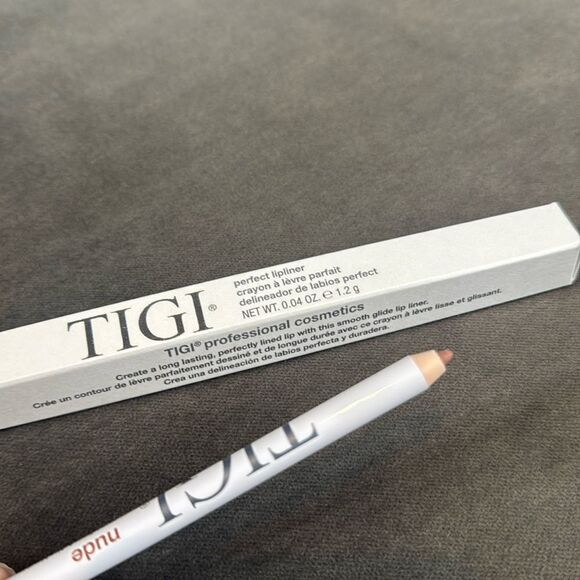 TIGI®
perfect lipliner
crayon à lèvre parfait
delineador de labios perfect
NET WT. 0.04 OZ. ℮ 1.2 g
TIGI® professional cosmetics
Create a long lasting, perfectly lined lip with this smooth glide lip liner.
Crée un contour de lèvre parfaitement dessiné et de longue durée avec ce crayon à lèvre lisse et glissant.
Crea una delineación de labios perfecta y duradera.
TIGI
nude